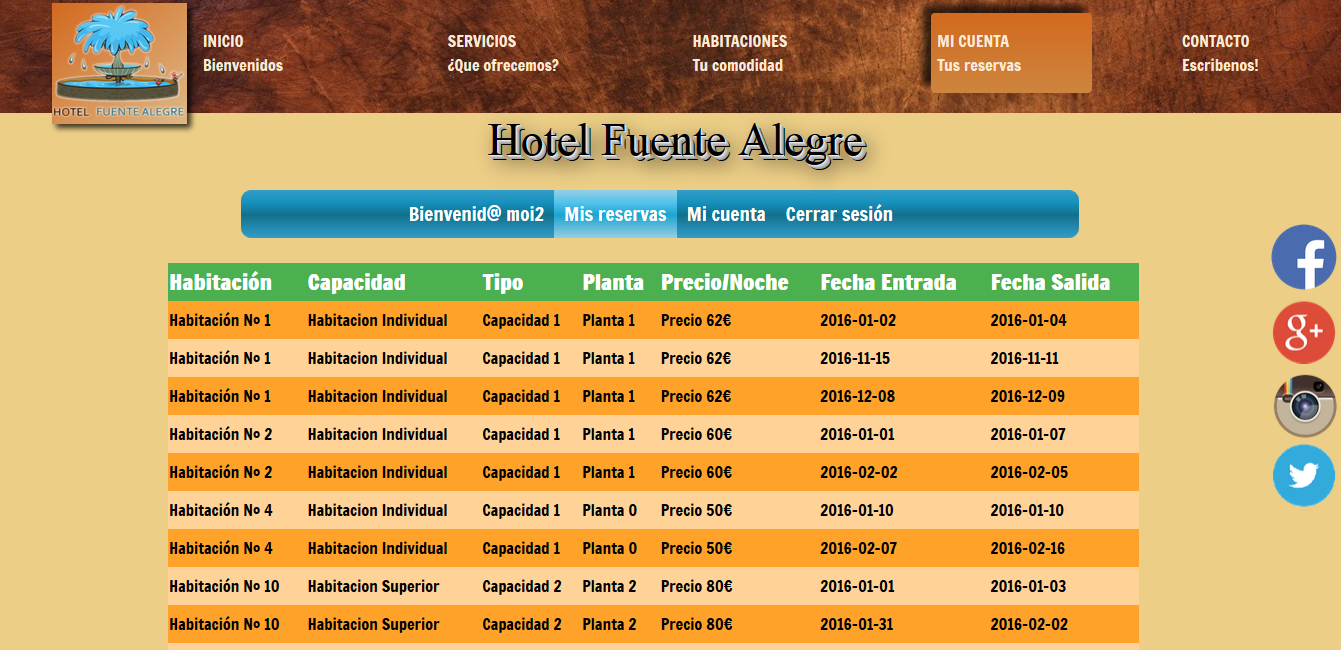 HOTEL FUENTE ALEGRE
INICIO
Bienvenidos
SERVICIOS
¿Que ofrecemos?
HABITACIONES
Tu comodidad
MI CUENTA
Tus reservas
CONTACTO
Escribenos!
Hotel Fuente Alegre
Bienvenid@ moi2 Mis reservas Mi cuenta Cerrar sesión
Habitación Capacidad Tipo Planta Precio/Noche Fecha Entrada Fecha Salida
Habitación Nº 1 Habitacion Individual Capacidad 1 Planta 1 Precio 62€ 2016-01-02 2016-01-04
Habitación Nº 1 Habitacion Individual Capacidad 1 Planta 1 Precio 62€ 2016-11-15 2016-11-11
Habitación Nº 1 Habitacion Individual Capacidad 1 Planta 1 Precio 62€ 2016-12-08 2016-12-09
Habitación Nº 2 Habitacion Individual Capacidad 1 Planta 1 Precio 60€ 2016-01-01 2016-01-07
Habitación Nº 2 Habitacion Individual Capacidad 1 Planta 1 Precio 60€ 2016-02-02 2016-02-05
Habitación Nº 4 Habitacion Individual Capacidad 1 Planta 0 Precio 50€ 2016-01-10 2016-01-10
Habitación Nº 4 Habitacion Individual Capacidad 1 Planta 0 Precio 50€ 2016-02-07 2016-02-16
Habitación Nº 10 Habitacion Superior Capacidad 2 Planta 2 Precio 80€ 2016-01-01 2016-01-03
Habitación Nº 10 Habitacion Superior Capacidad 2 Planta 2 Precio 80€ 2016-01-31 2016-02-02
f
g+